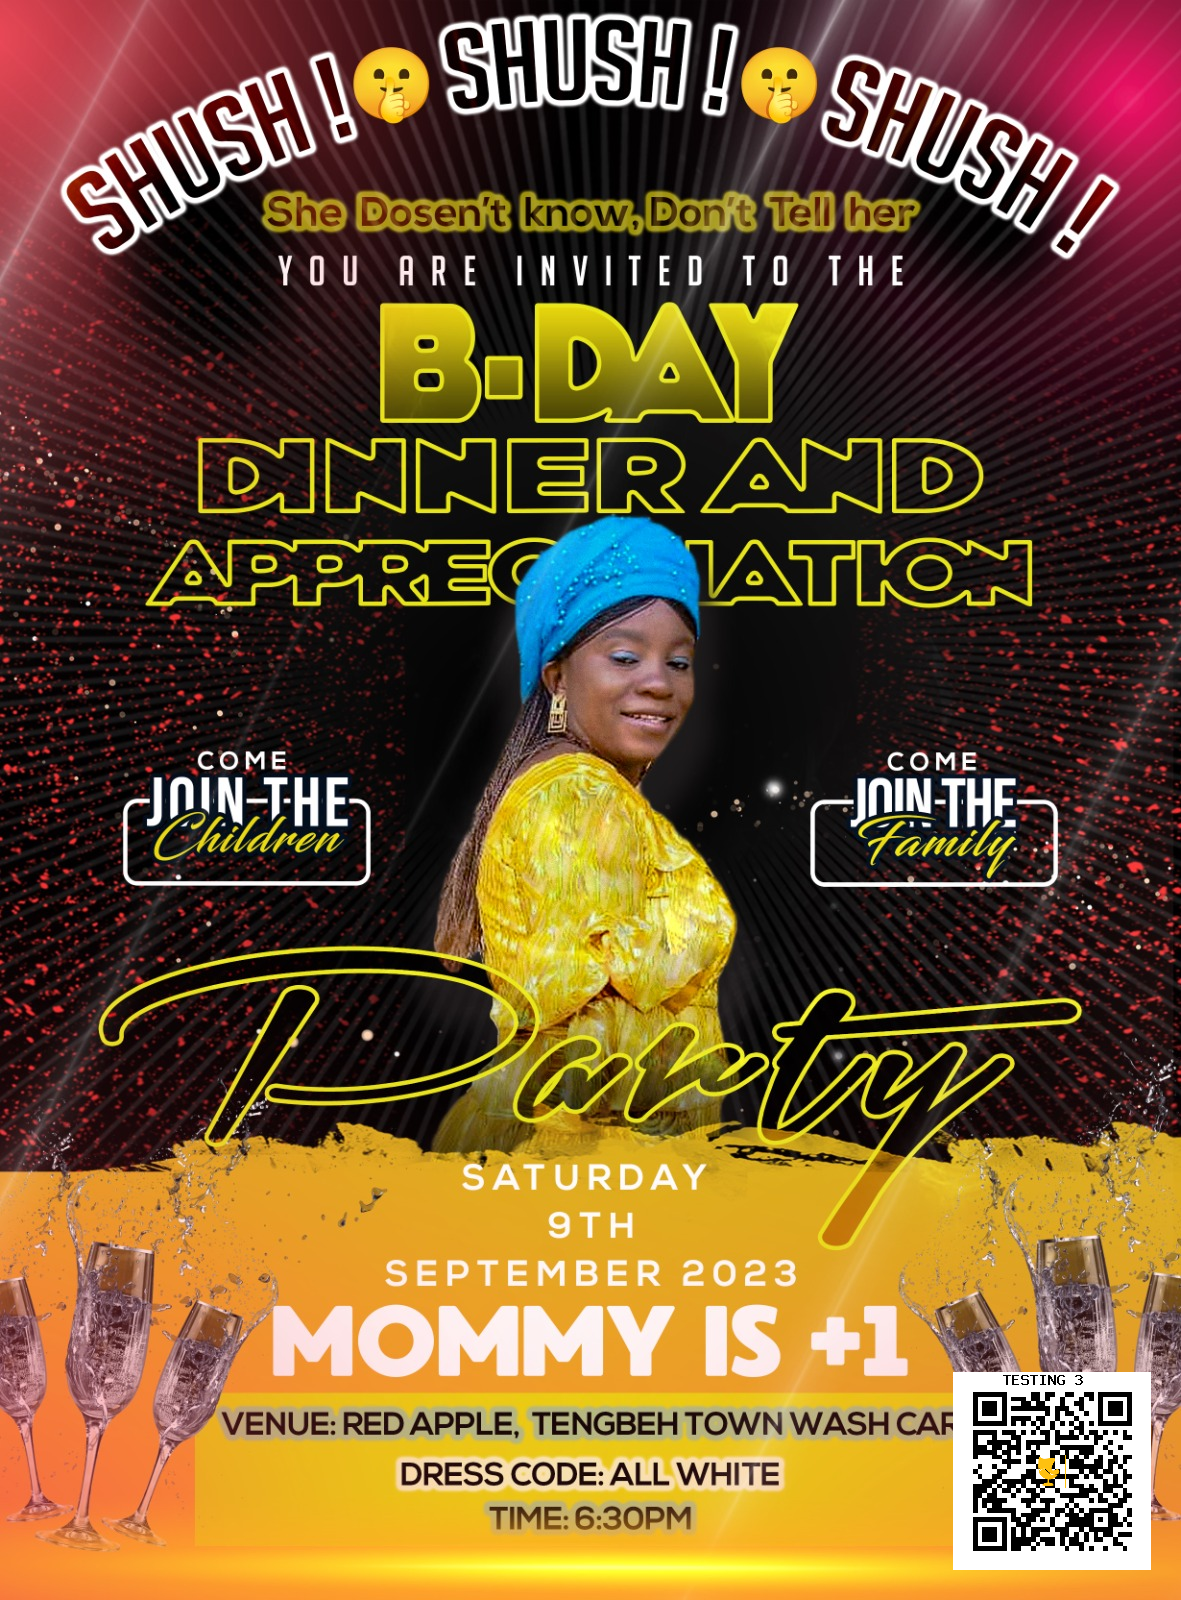 SHUSH ! 🤫 SHUSH ! 🤫 SHUSH !
She Dosen't know, Don't Tell her
YOU ARE INVITED TO THE
B-DAY
DINNER AND
APPRECIATION
COME
JOIN THE
Children
COME
JOIN THE
Family
Party
SATURDAY
9TH
SEPTEMBER 2023
MOMMY IS +1
VENUE: RED APPLE, TENGBEH TOWN WASH CAR
DRESS CODE: ALL WHITE
TIME: 6:30PM
TESTING 3